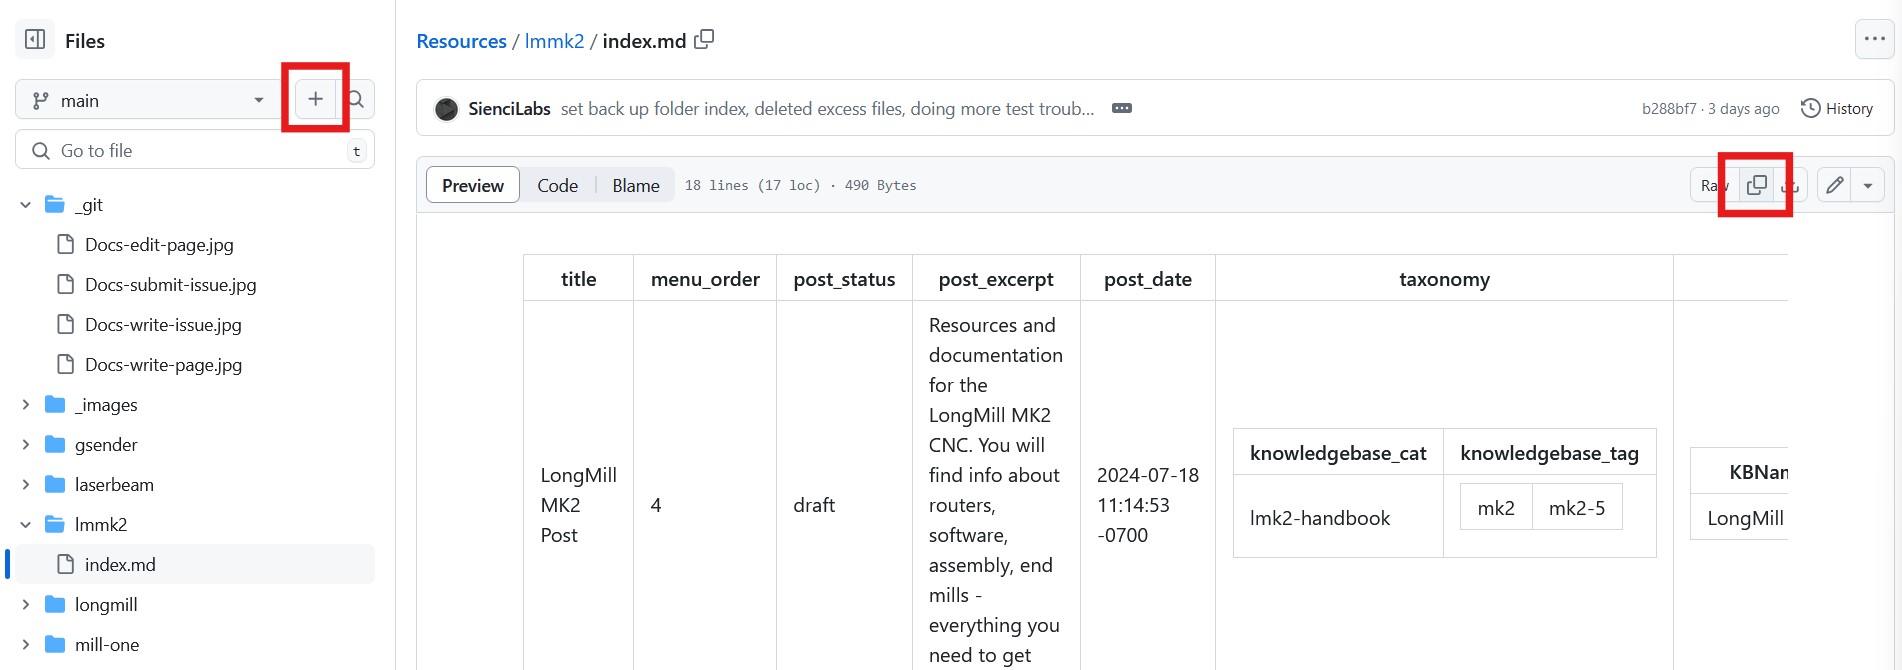 Files
main
Go to file
t
_git
Docs-edit-page.jpg
Docs-submit-issue.jpg
Docs-write-issue.jpg
Docs-write-page.jpg
_images
gsender
laserbeam
lmmk2
index.md
longmill
mill-one
Resources / lmmk2 / index.md
SienciLabs set back up folder index, deleted excess files, doing more test troub...
b288bf7 · 3 days ago History
Preview Code Blame 18 lines (17 loc) · 490 Bytes
Raw
title menu_order post_status post_excerpt post_date taxonomy
LongMill
MK2
Post
4
draft
Resources and
documentation
for the
LongMill MK2
CNC. You will
find info about
routers,
software,
assembly, end
mills -
everything you
need to get
2024-07-18
11:14:53
-0700
knowledgebase_cat knowledgebase_tag
lmk2-handbook
mk2 mk2-5
KBNam
LongMill